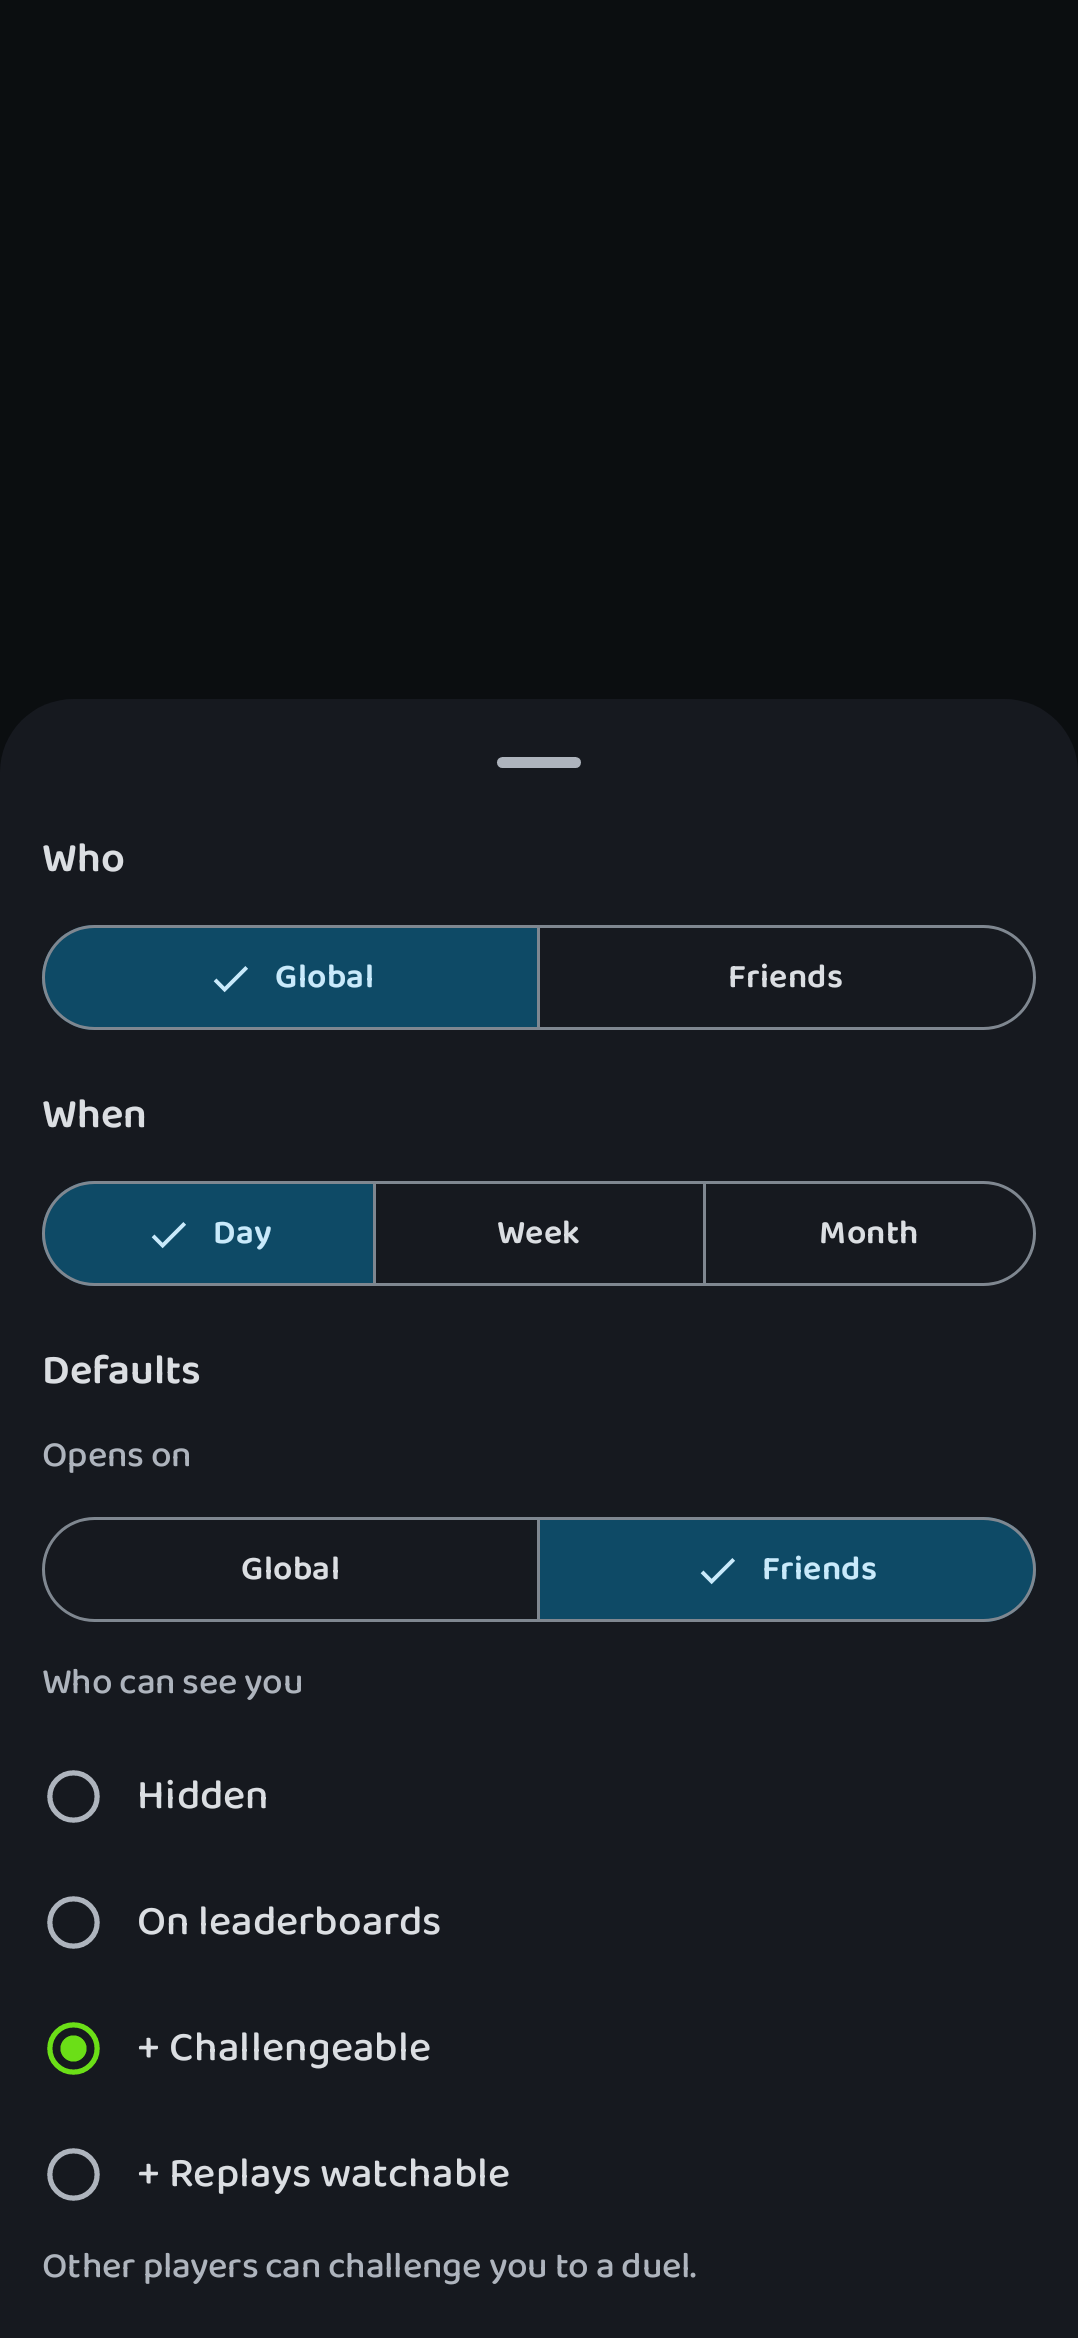 Who
Global
Friends
When
Day
Week
Month
Defaults
Opens on
Global
Friends
Who can see you
Hidden
On leaderboards
+ Challengeable
+ Replays watchable
Other players can challenge you to a duel.